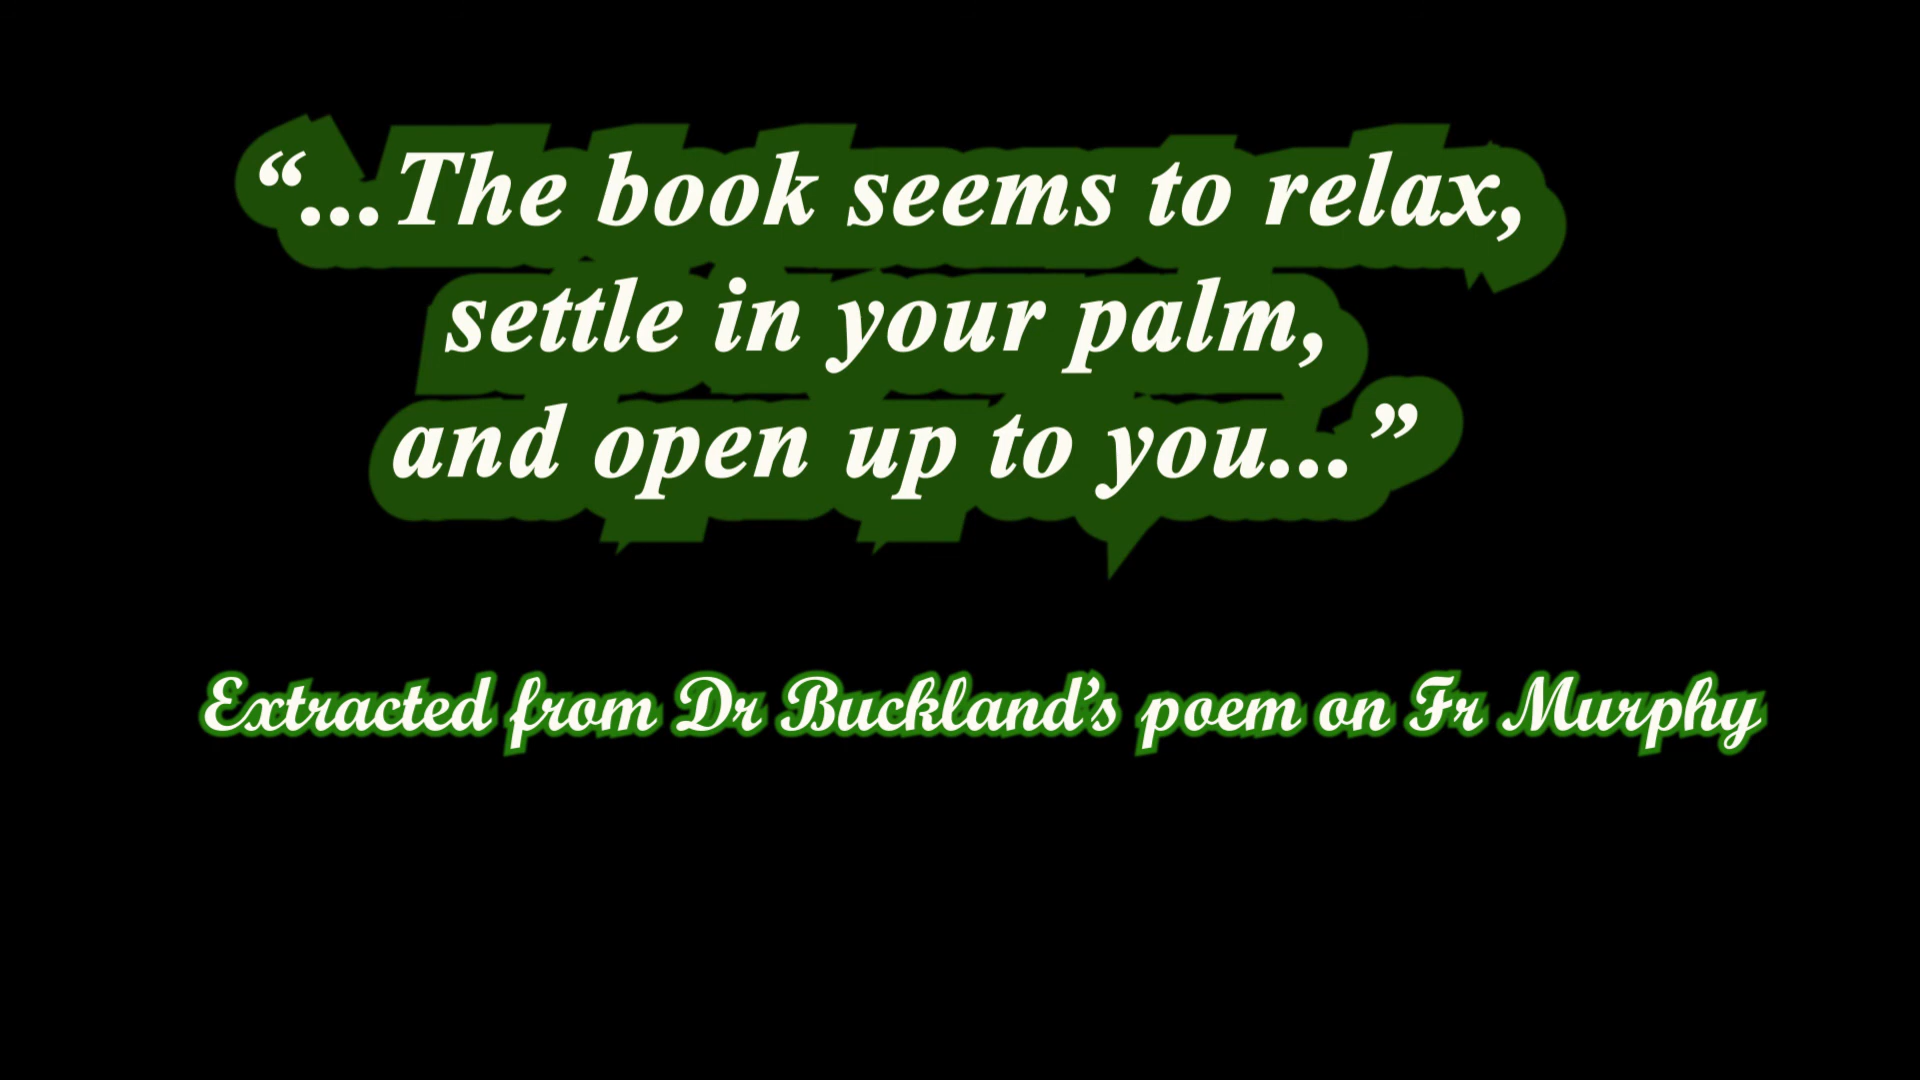 “...The book seems to relax,
settle in your palm,
and open up to you...”
Extracted from Dr Buckland’s poem on Fr Murphy